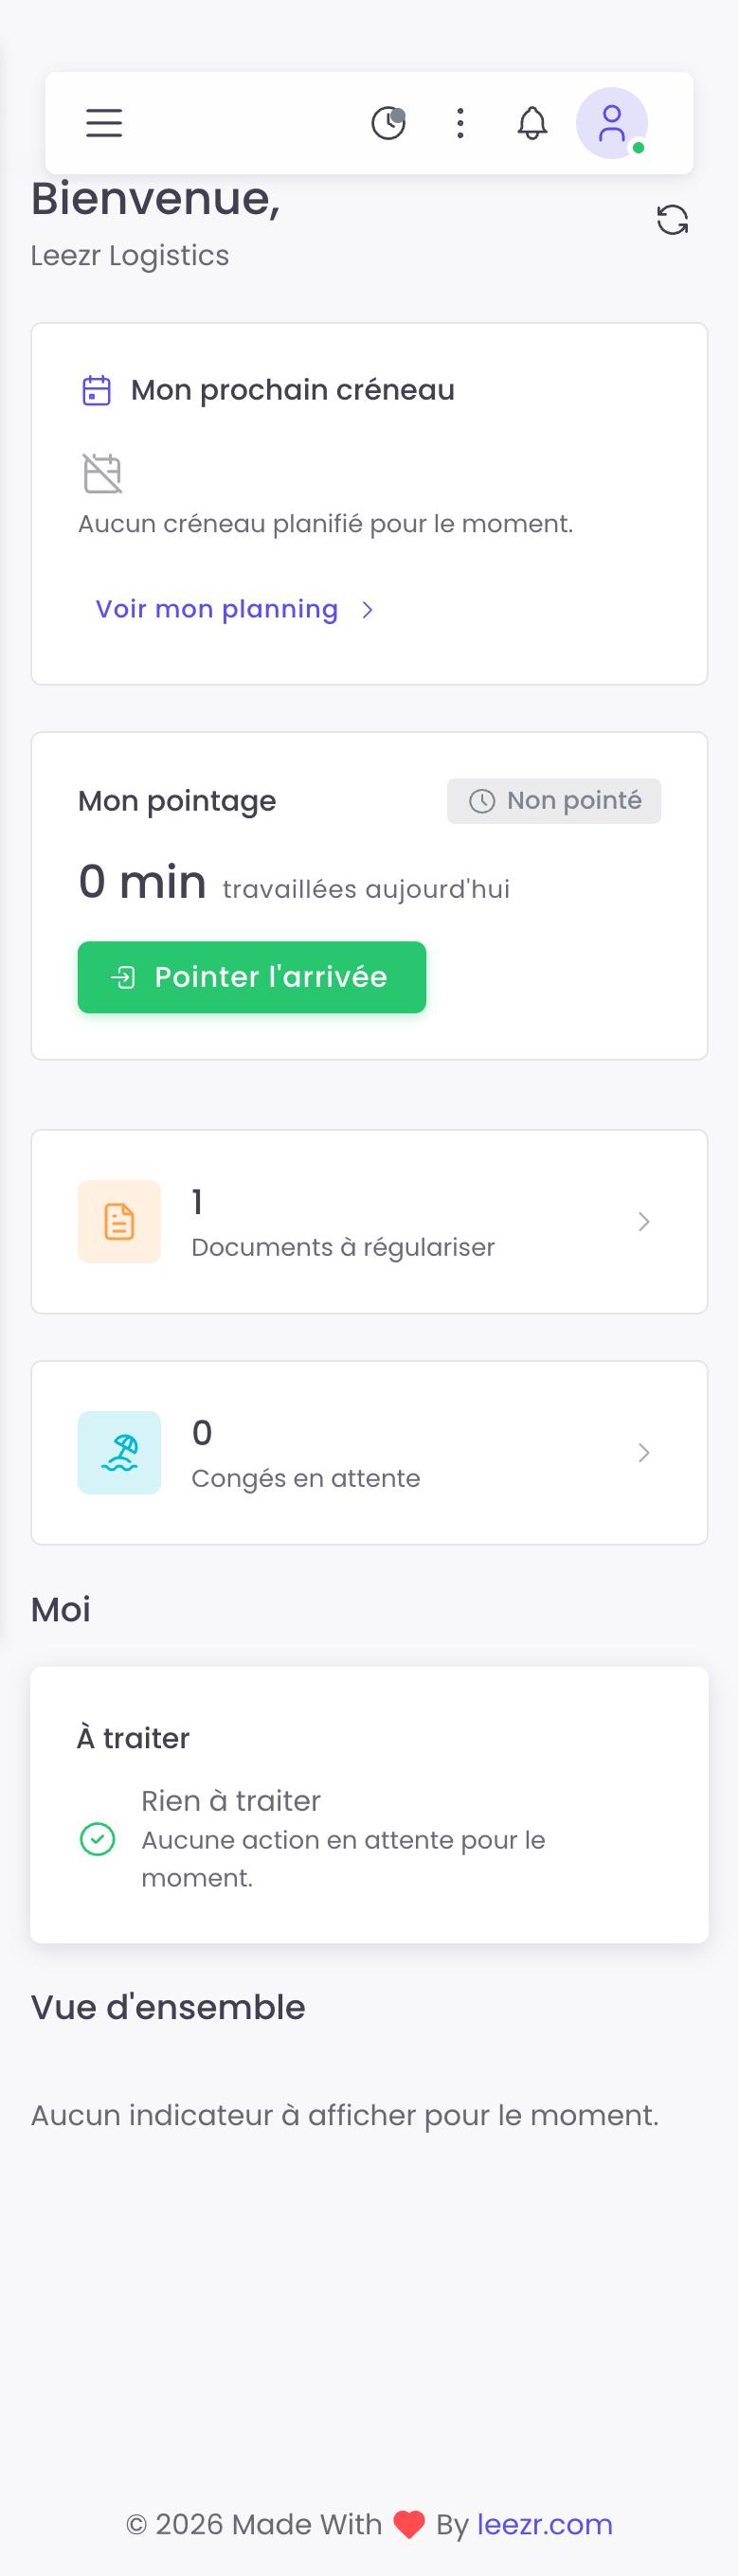 Bienvenue,
Leezr Logistics
Mon prochain créneau
Aucun créneau planifié pour le moment.
Voir mon planning
Mon pointage
Non pointé
0 min travaillées aujourd'hui
Pointer l'arrivée
1
Documents à régulariser
0
Congés en attente
Moi
À traiter
Rien à traiter
Aucune action en attente pour le
moment.
Vue d'ensemble
Aucun indicateur à afficher pour le moment.
© 2026 Made With ❤ By leezr.com